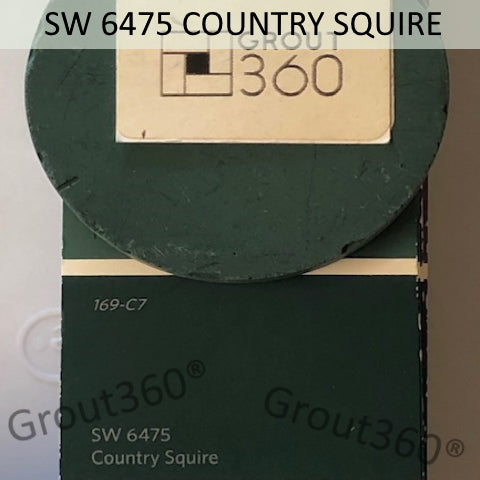 SW 6475 COUNTRY SQUIRE
GROUT
360
169-C7
Grout360®
Grout360®
SW 6475
Country Squire